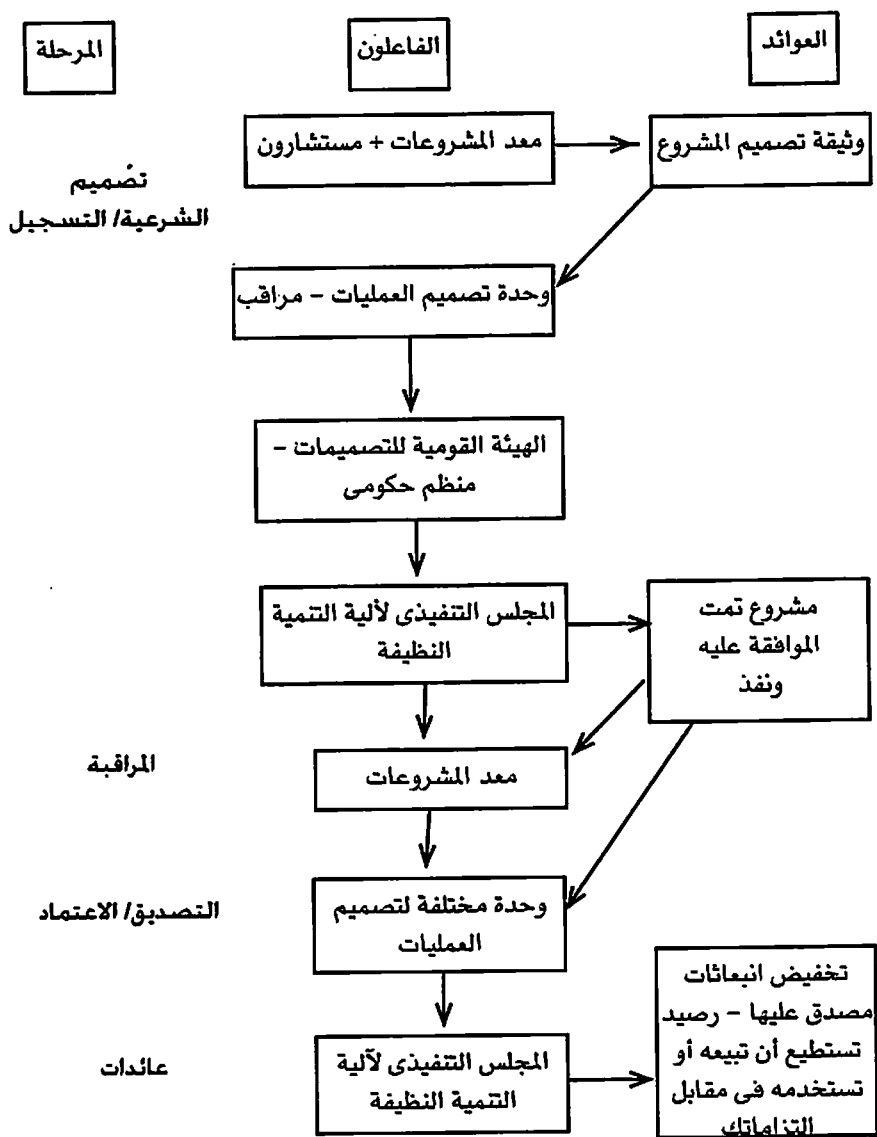 المرحلة
الفاعلون
العوائد
معد المشروعات + مستشارون
وثيقة تصميم المشروع
تصْميم
الشرعية/ التسجيل
وحدة تصميم العمليات – مراقب
الهيئة القومية للتصميمات –
منظم حكومى
المجلس التنفيذى لألية التنمية
النظيفة
مشروع تمت
الموافقة عليه
ونفذ
المراقبة
معد المشروعات
التصديق/ الاعتماد
وحدة مختلفة لتصميم
العمليات
عائدات
المجلس التنفيذى لآلية
التنمية النظيفة
تخفيض انبعاثات
مصدق عليها – رصيد
تستطيع أن تبيعه أو
تستخدمه فى مقابل
التزاماتك